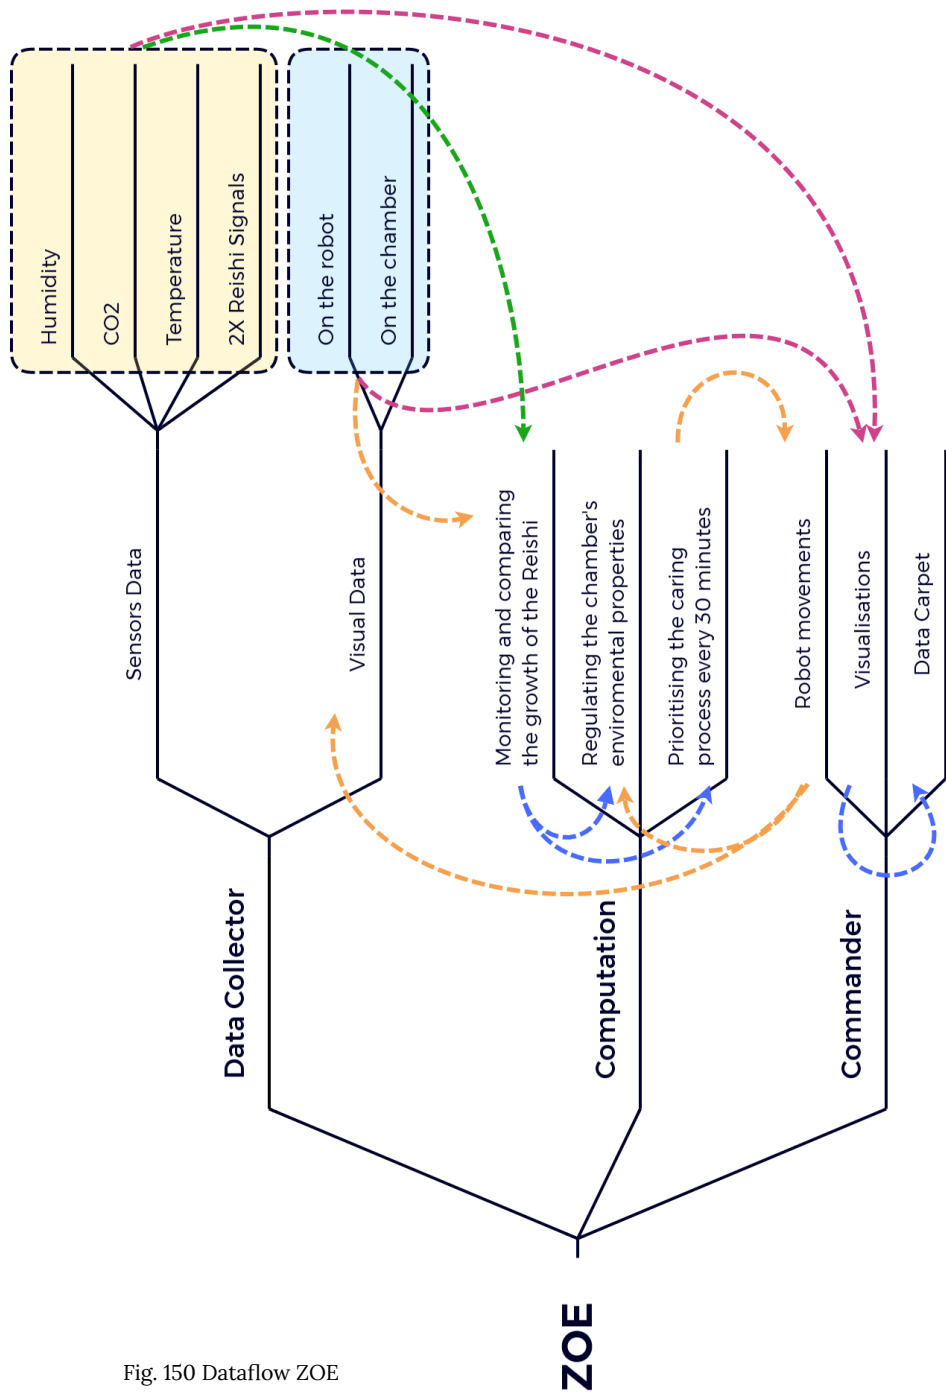 ZOE
Data Collector
Sensors Data
Humidity
CO2
Temperature
2X Reishi Signals
Visual Data
On the robot
On the chamber
Computation
Monitoring and comparing
the growth of the Reishi
Regulating the chamber's
enviromental properties
Prioritising the caring
process every 30 minutes
Commander
Robot movements
Visualisations
Data Carpet
Fig. 150 Dataflow ZOE